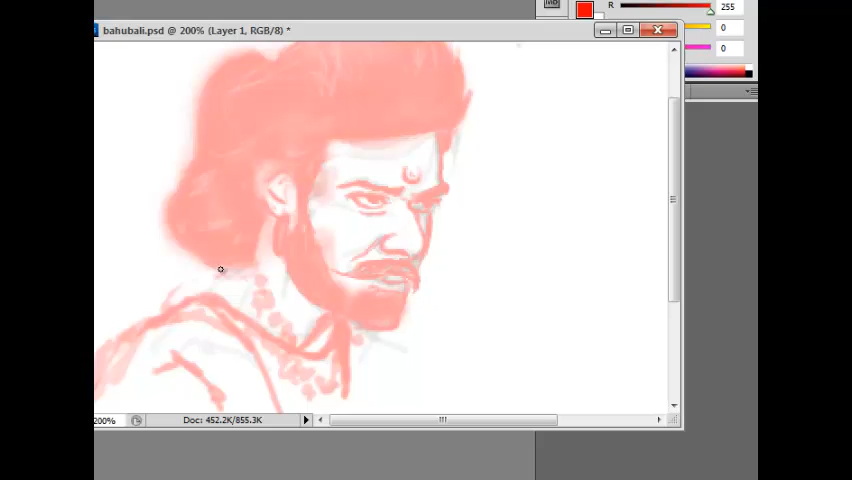 R 255
0
bahubali.psd @ 200% (Layer 1, RGB/8) *
0
200% Doc: 452.2K/855.3K